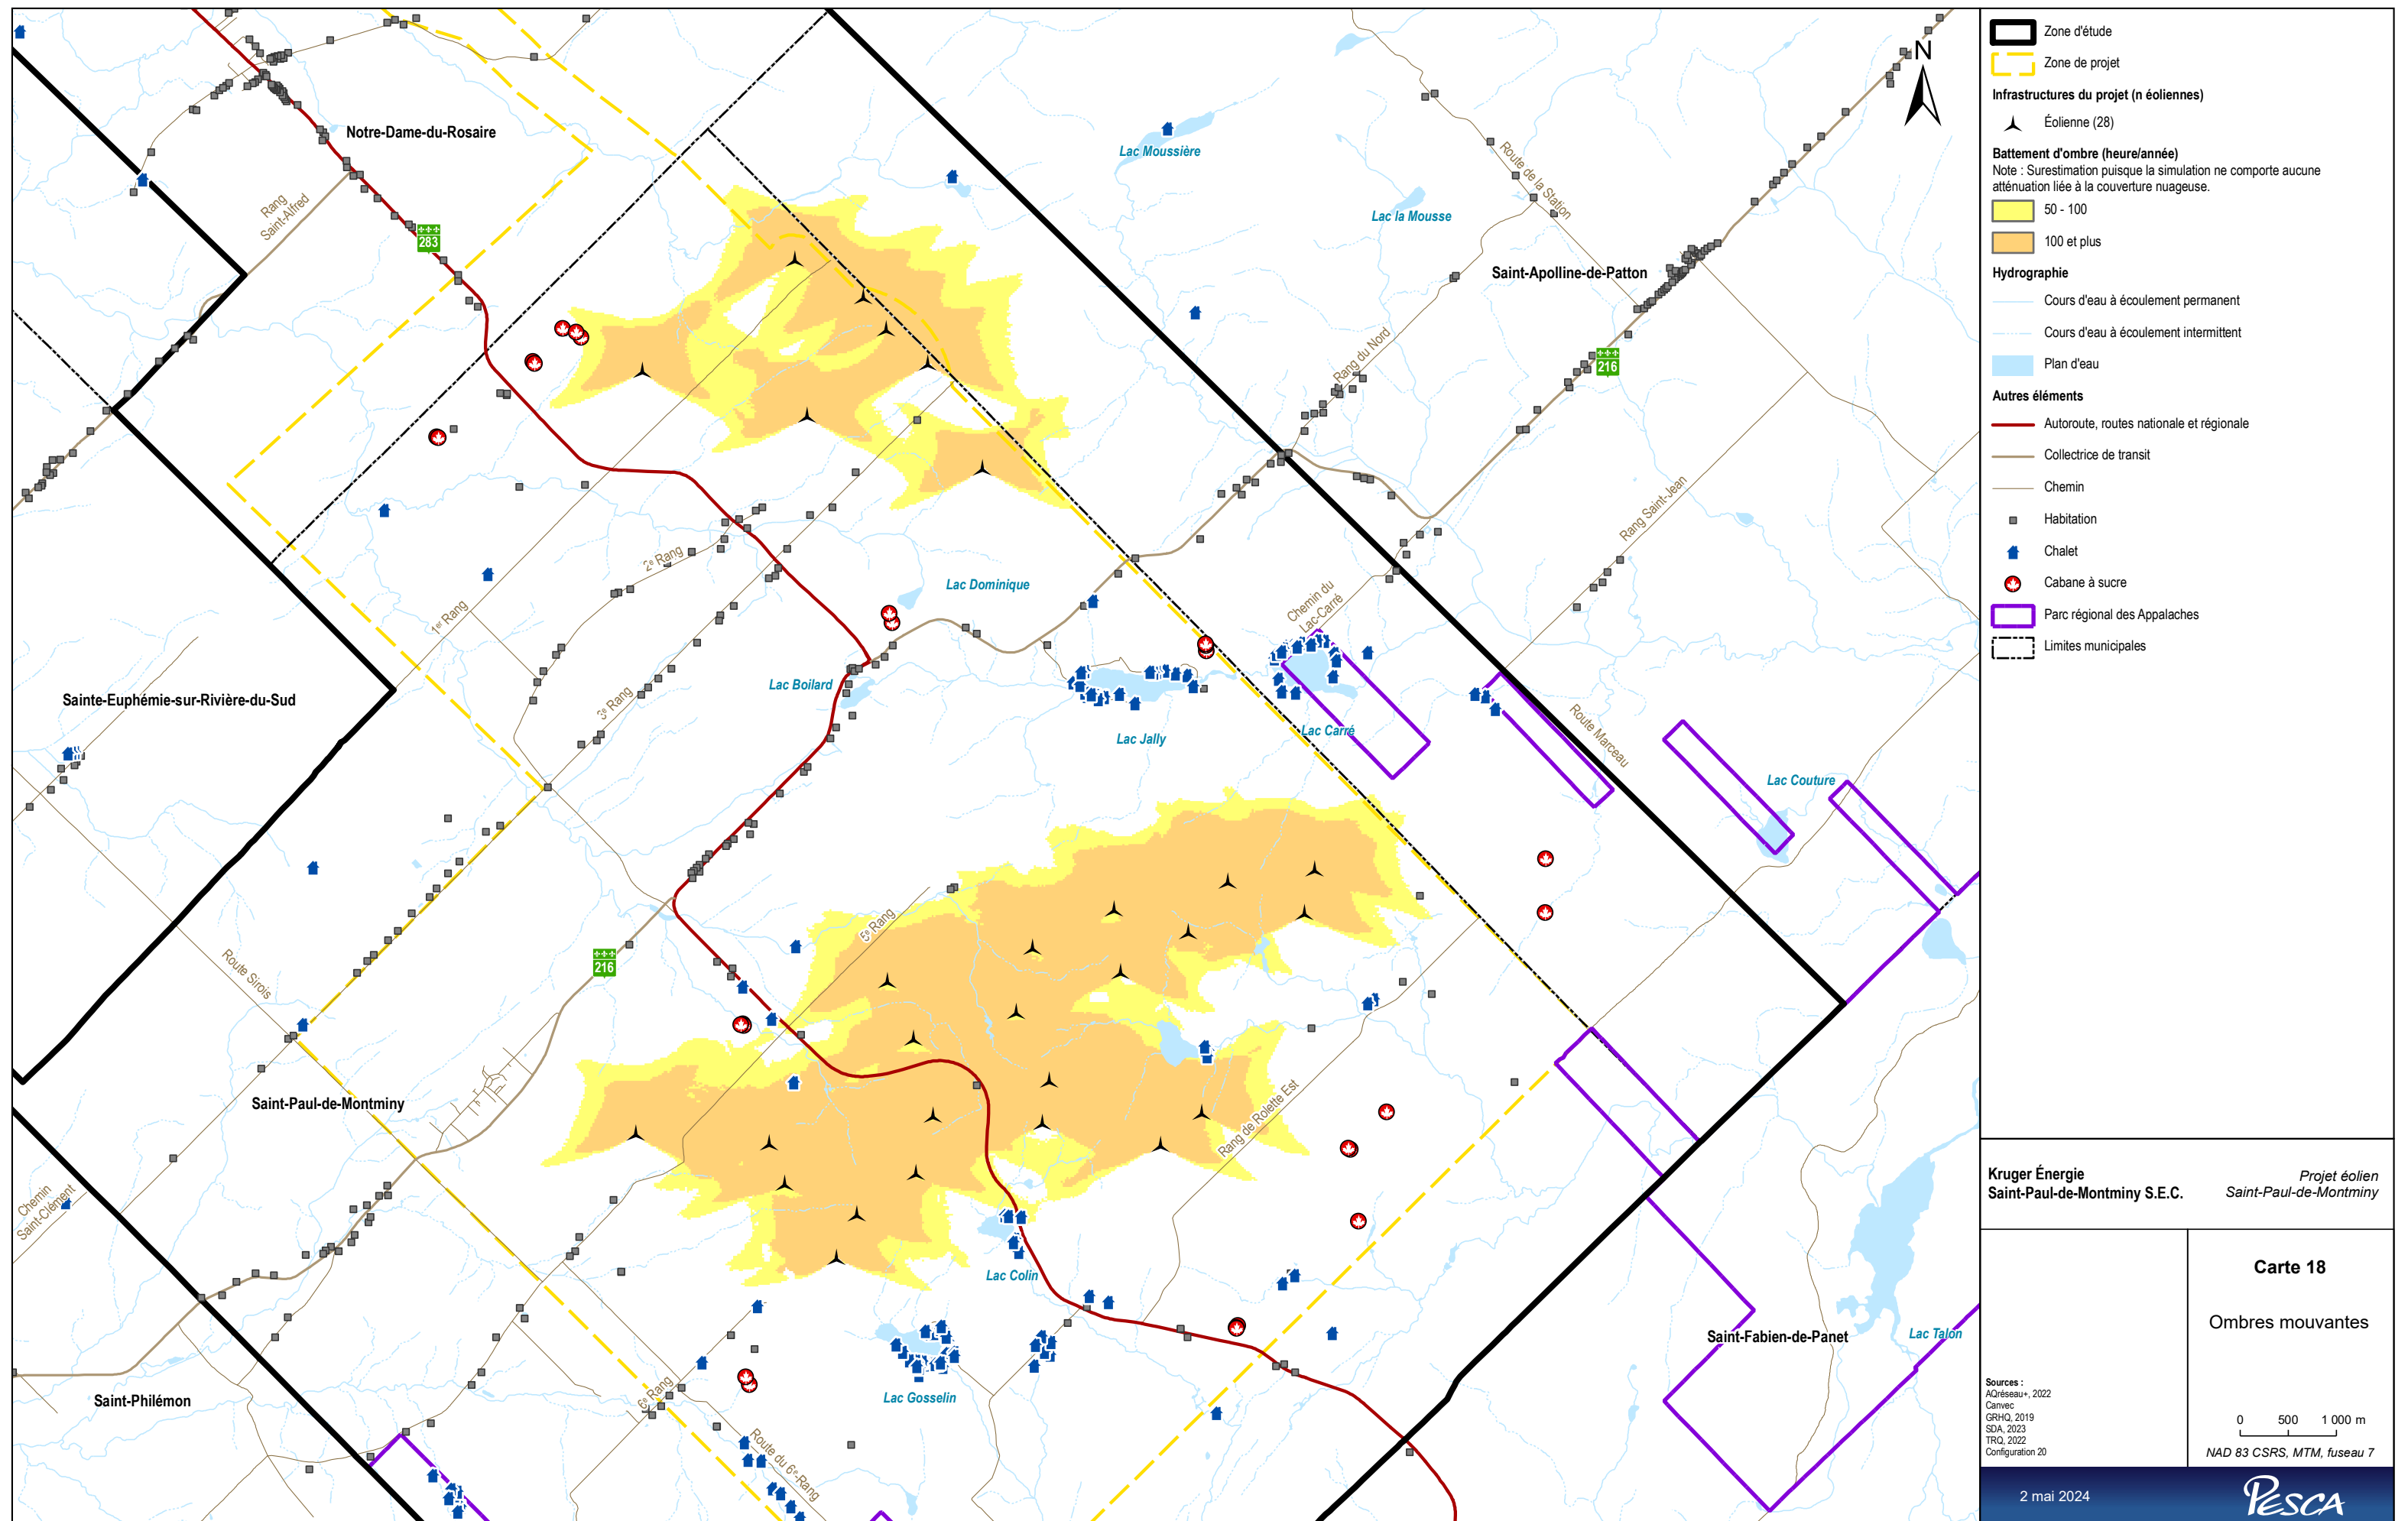 Notre-Dame-du-Rosaire
Rang
Saint-Alfred
283
Lac Moussière
Lac la Mousse
Route de la Station
Saint-Apolline-de-Patton
Rang du Nord
216
Rang Saint-Jean
2e Rang
1er Rang
3e Rang
Lac Dominique
Chemin du
Lac-Carré
Lac Boilard
Lac Jally
Lac Carré
Route Marceau
Lac Couture
Sainte-Euphémie-sur-Rivière-du-Sud
5e Rang
216
Route Sirois
Saint-Paul-de-Montminy
Rang de Rolette Est
Chemin
Saint-Clément
Lac Colin
Lac Gosselin
Saint-Philémon
6e Rang
Route du 6e-Rang
Saint-Fabien-de-Panet
Lac Talon
N
Zone d'étude
Zone de projet
Infrastructures du projet (n éoliennes)
Éolienne (28)
Battement d'ombre (heure/année)
Note : Surestimation puisque la simulation ne comporte aucune
atténuation liée à la couverture nuageuse.
50 - 100
100 et plus
Hydrographie
Cours d'eau à écoulement permanent
Cours d'eau à écoulement intermittent
Plan d'eau
Autres éléments
Autoroute, routes nationale et régionale
Collectrice de transit
Chemin
Habitation
Chalet
Cabane à sucre
Parc régional des Appalaches
Limites municipales
Kruger Énergie
Saint-Paul-de-Montminy S.E.C.
Projet éolien
Saint-Paul-de-Montminy
Carte 18
Ombres mouvantes
Sources :
AQréseau+, 2022
Canvec
GRHQ, 2019
SDA, 2023
TRQ, 2022
Configuration 20
0 500 1 000 m
NAD 83 CSRS, MTM, fuseau 7
2 mai 2024
PESCA